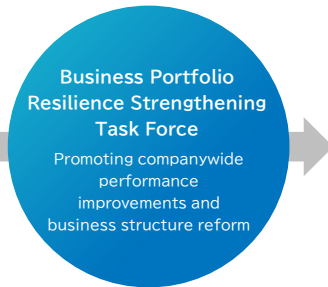 Business Portfolio
Resilience Strengthening
Task Force
Promoting companywide
performance
improvements and
business structure reform